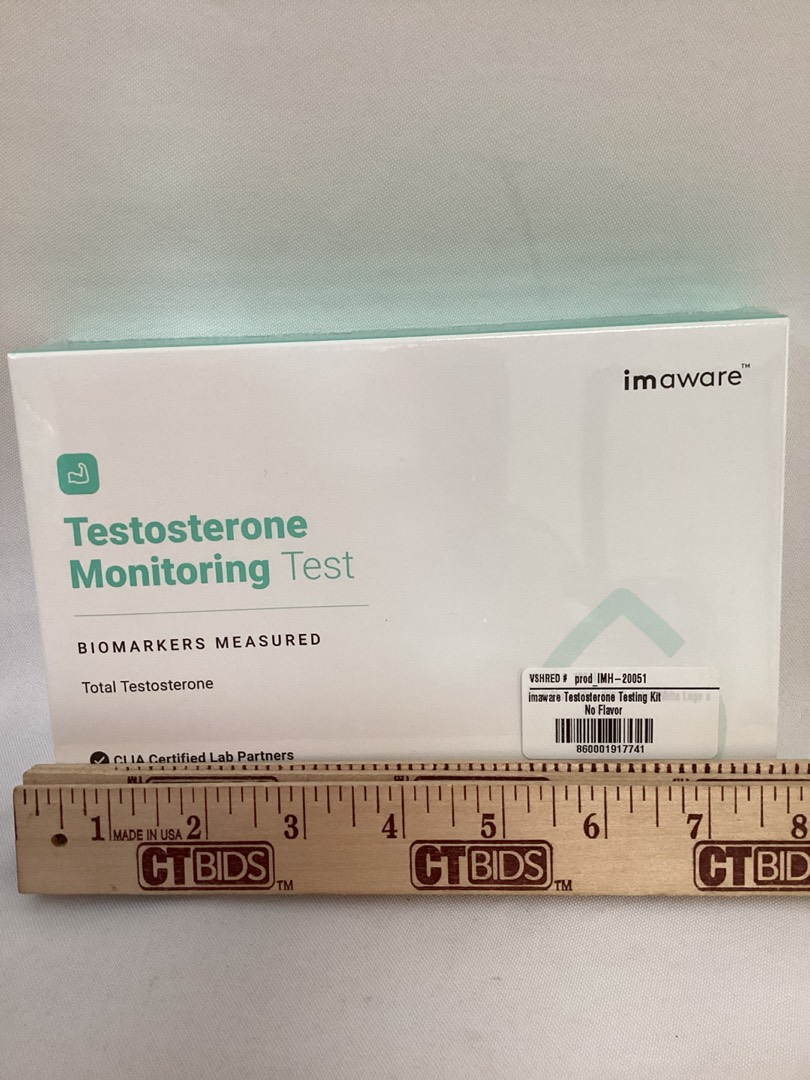 imaware™
Testosterone
Monitoring Test
BIOMARKERS MEASURED
Total Testosterone
VSHRED # prod_IMH-20051
imaware Testosterone Testing Kit
No Flavor
860001917741
CLIA Certified Lab Partners
1 MADE IN USA 2 3 4 5 6 7 8
CTBIDS™ CTBIDS™ CTBID